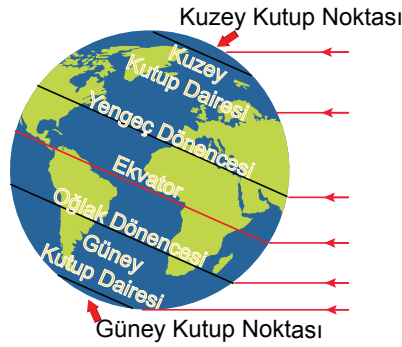 Kuzey Kutup Noktası
Kuzey
Kutup Dairesi
Yengeç Dönencesi
Ekvator
Oğlak Dönencesi
Güney
Kutup Dairesi
Güney Kutup Noktası